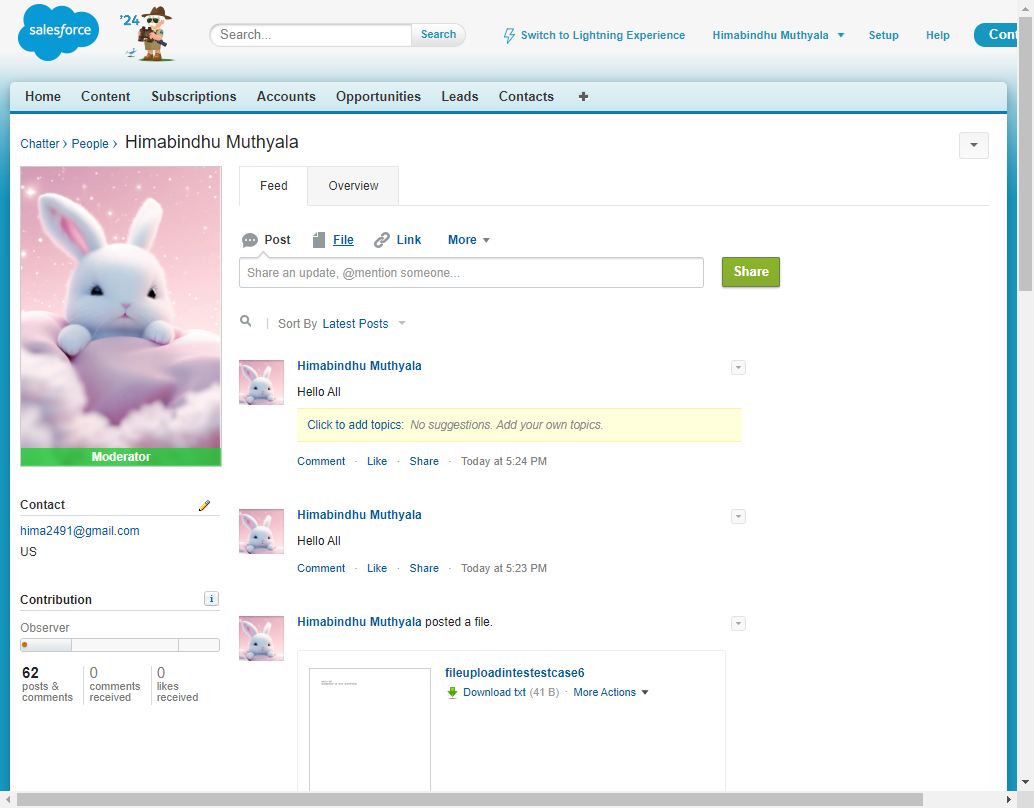 salesforce
'24
Search...
Search
Switch to Lightning Experience
Himabindhu Muthyala
Setup
Help
Cont
Home
Content
Subscriptions
Accounts
Opportunities
Leads
Contacts
+
Chatter › People › Himabindhu Muthyala
Feed
Overview
Post
File
Link
More
Share an update, @mention someone...
Share
Sort By Latest Posts
Himabindhu Muthyala
Hello All
Click to add topics: No suggestions. Add your own topics.
Comment · Like · Share · Today at 5:24 PM
Moderator
Contact
hima2491@gmail.com
US
Himabindhu Muthyala
Hello All
Comment · Like · Share · Today at 5:23 PM
Contribution
i
Observer
62
posts &
comments
0
comments
received
0
likes
received
Himabindhu Muthyala posted a file.
fileuploadintestestcase6
Download txt (41 B) · More Actions